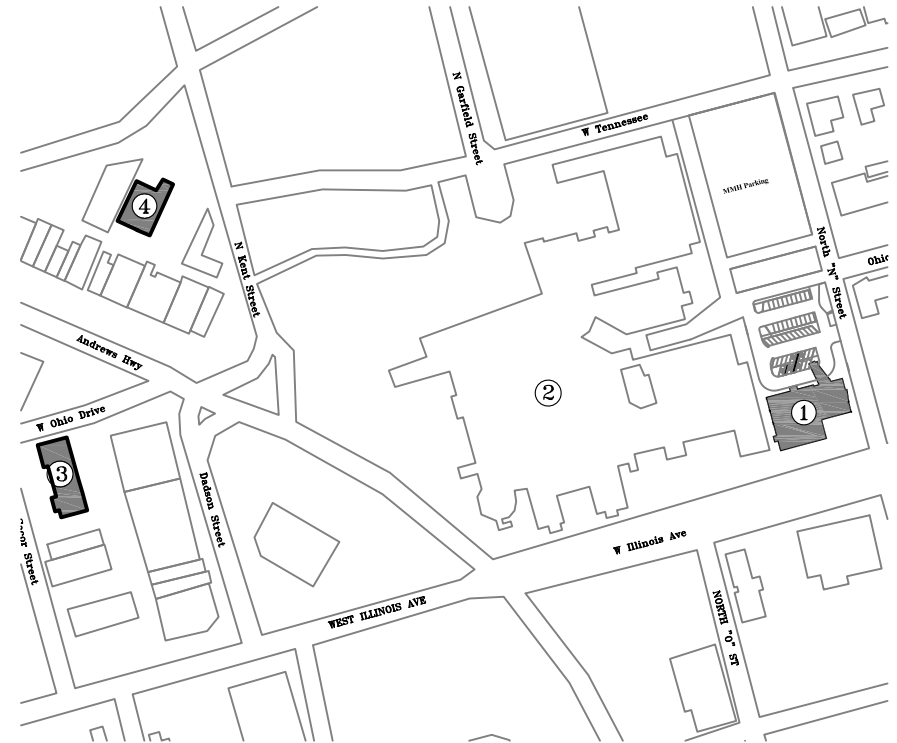 N Garfield Street
W Tennessee
MMH Parking
4
N Kent Street
North "N" Street
Ohio
Andrews Hwy
2
1
W Ohio Drive
3
Dadson Street
Street
W Illinois Ave
WEST ILLINOIS AVE
NORTH "O" ST